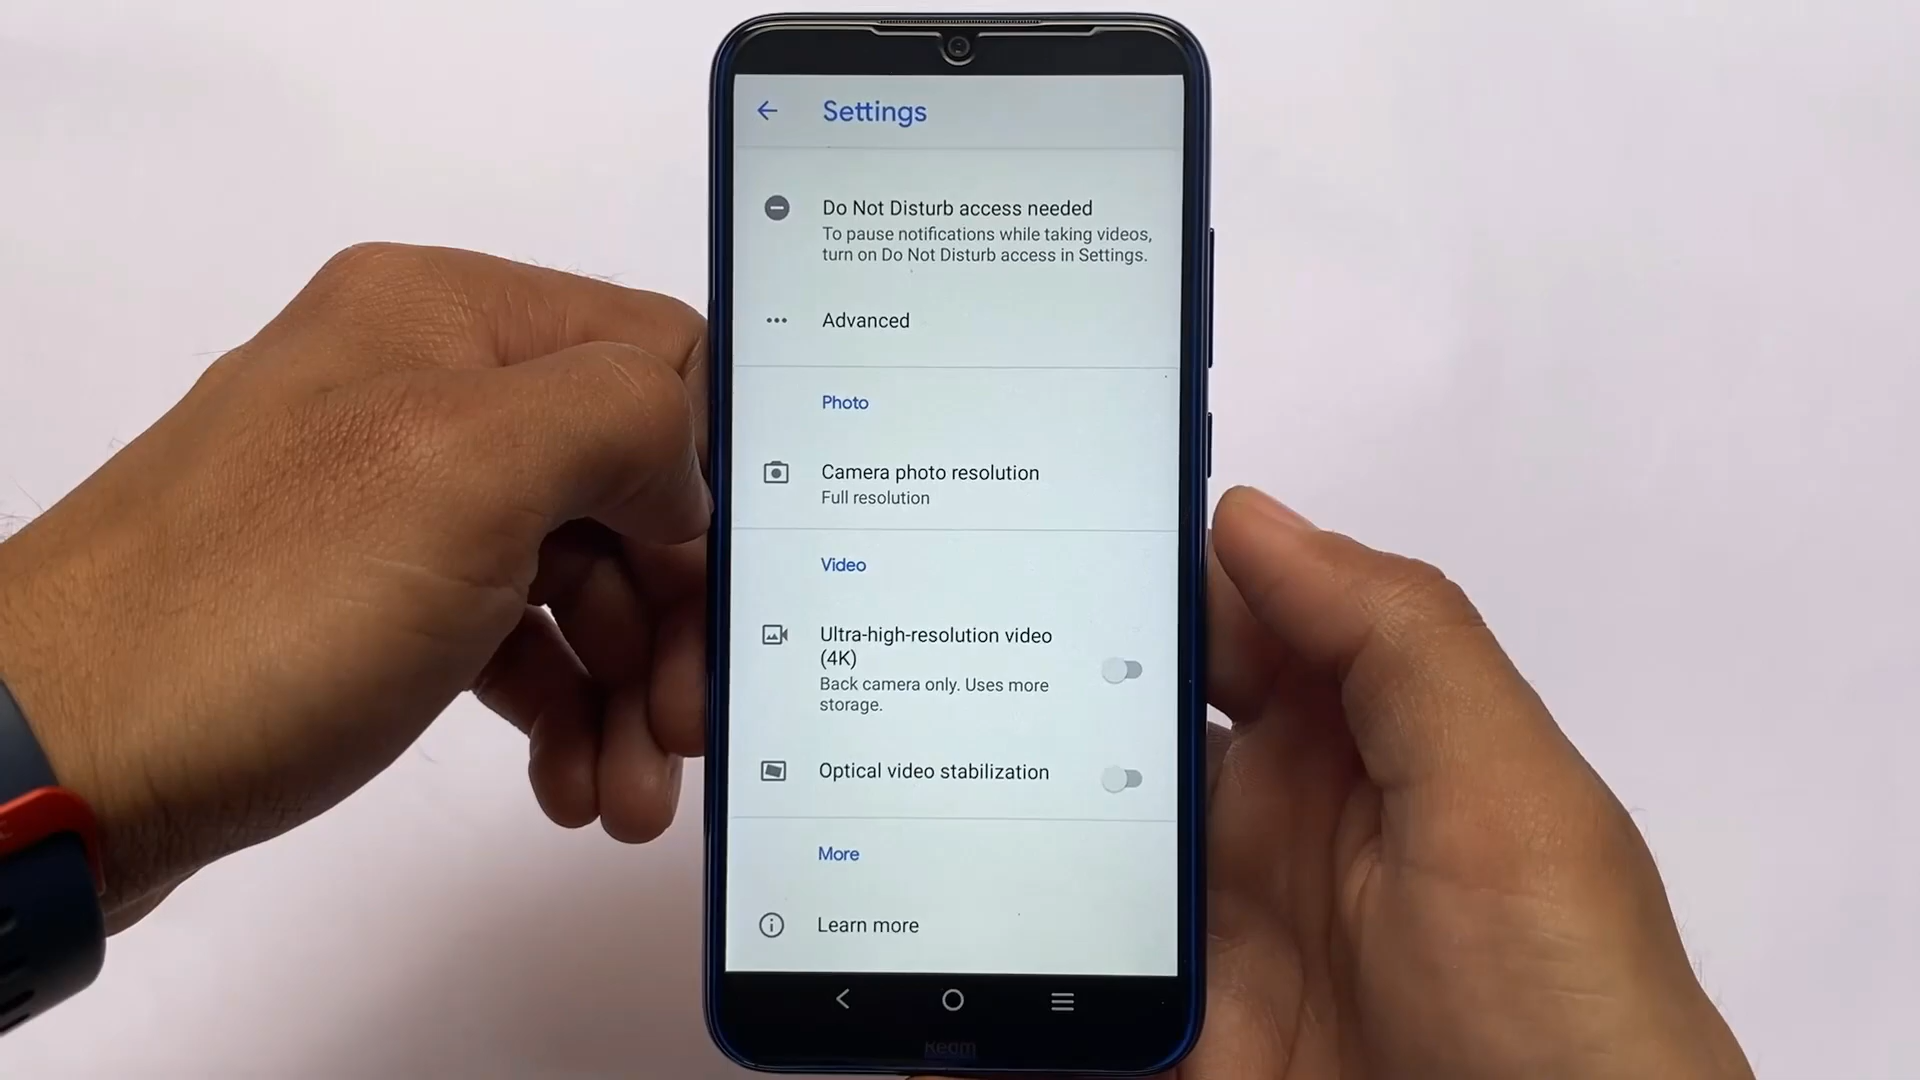 Settings
Do Not Disturb access needed
To pause notifications while taking videos,
turn on Do Not Disturb access in Settings.
Advanced
Photo
Camera photo resolution
Full resolution
Video
Ultra-high-resolution video
(4K)
Back camera only. Uses more
storage.
Optical video stabilization
More
Learn more